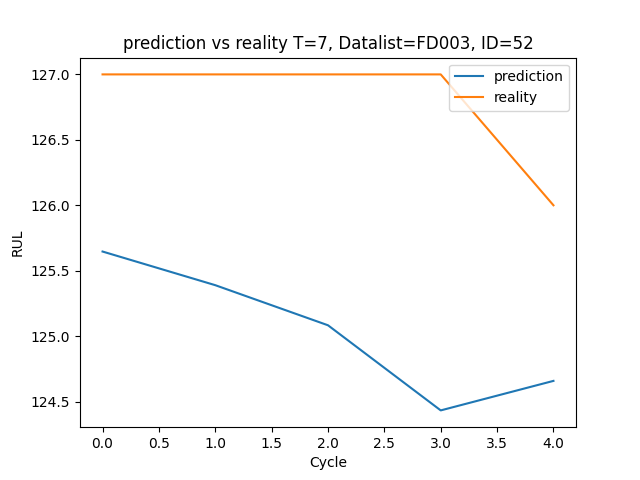 prediction vs reality T=7, Datalist=FD003, ID=52
127.0
126.5
126.0
125.5
125.0
124.5
RUL
prediction
reality
0.0 0.5 1.0 1.5 2.0 2.5 3.0 3.5 4.0
Cycle